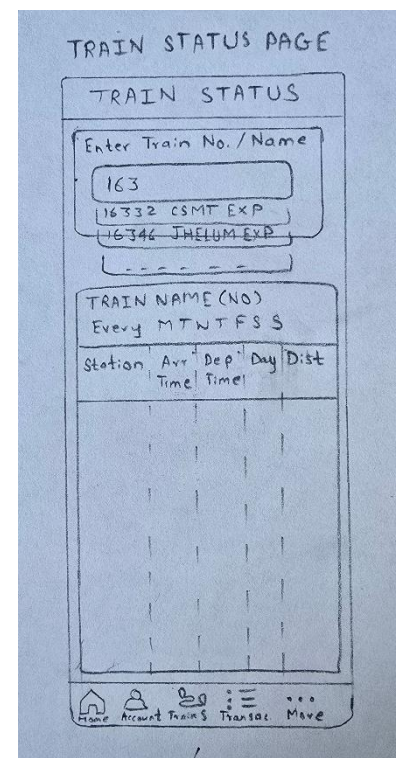 TRAIN STATUS PAGE
TRAIN STATUS
Enter Train No./Name
163
16332 CSMT EXP
16346 JHELUM EXP
TRAIN NAME (NO)
Every M T W T F S S
Station Arr Time Dep Time Day Dist
Home Account Trains Transac More